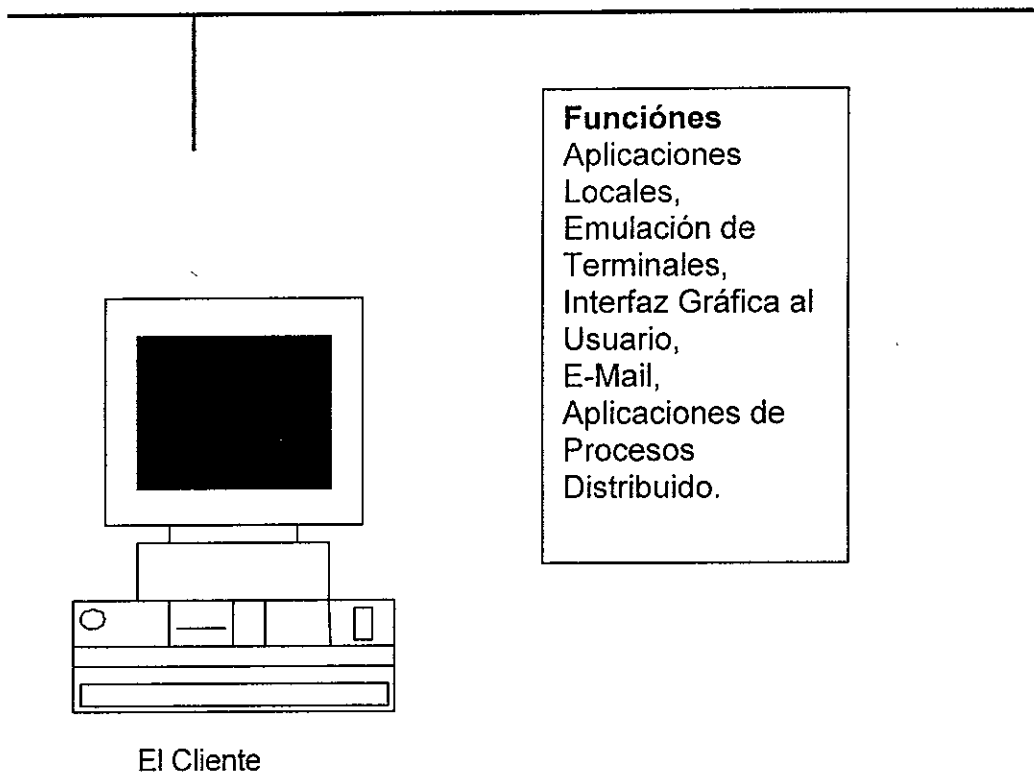 Funciónes
Aplicaciones
Locales,
Emulación de
Terminales,
Interfaz Gráfica al
Usuario,
E-Mail,
Aplicaciones de
Procesos
Distribuido.
El Cliente